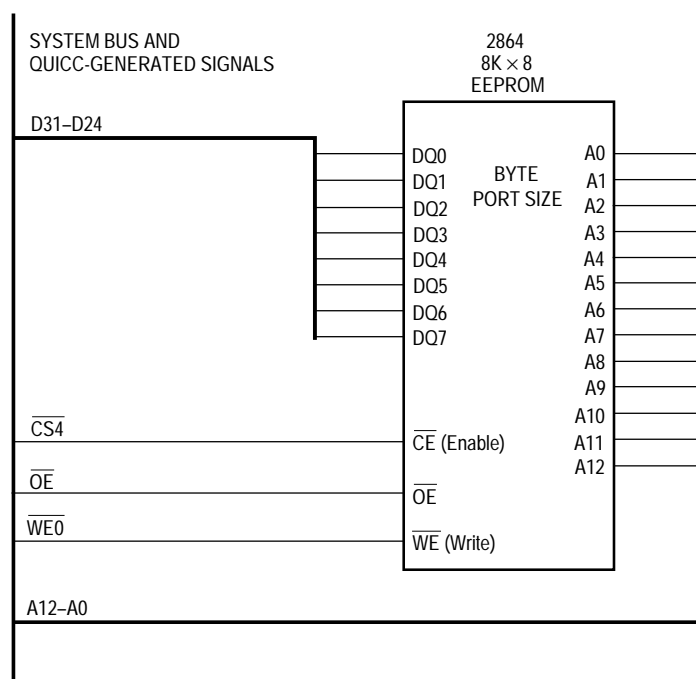 SYSTEM BUS AND
QUICC-GENERATED SIGNALS
2864
8K × 8
EEPROM
D31–D24
BYTE
PORT SIZE
DQ0
DQ1
DQ2
DQ3
DQ4
DQ5
DQ6
DQ7
A0
A1
A2
A3
A4
A5
A6
A7
A8
A9
A10
A11
A12
CS4
CE (Enable)
OE
OE
WE0
WE (Write)
A12–A0